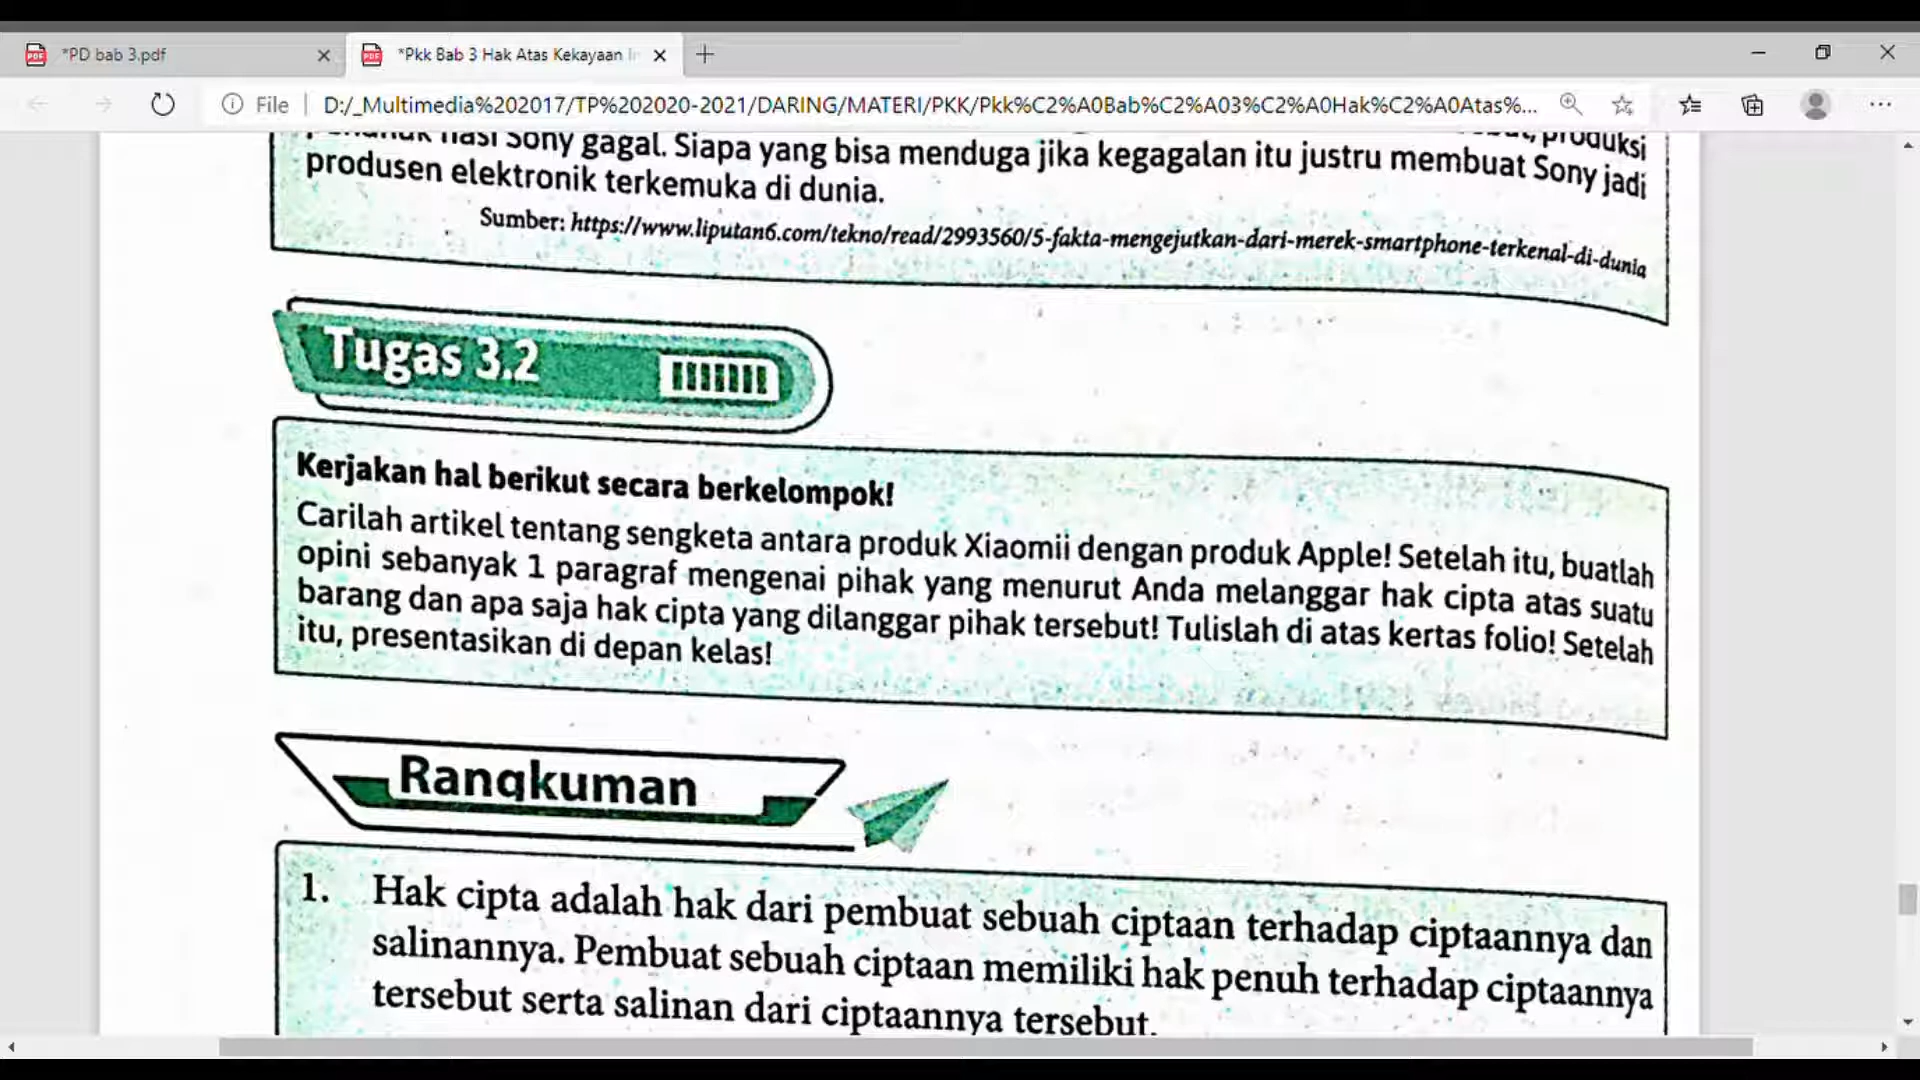 *PD bab 3.pdf
*Pkk Bab 3 Hak Atas Kekayaan In
File
D:/_Multimedia%202017/TP%202020-2021/DARING/MATERI/PKK/Pkk%C2%A0Bab%C2%A03%C2%A0Hak%C2%A0Atas%...
produksi
nasi Sony gagal. Siapa yang bisa menduga jika kegagalan itu justru membuat Sony jadi
produsen elektronik terkemuka di dunia.
Sumber: https://www.liputan6.com/tekno/read/2993560/5-fakta-mengejutkan-dari-merek-smartphone-terkenal-di-dunia
Tugas 3.2
Kerjakan hal berikut secara berkelompok!
Carilah artikel tentang sengketa antara produk Xiaomii dengan produk Apple! Setelah itu, buatlah
opini sebanyak 1 paragraf mengenai pihak yang menurut Anda melanggar hak cipta atas suatu
barang dan apa saja hak cipta yang dilanggar pihak tersebut! Tulislah di atas kertas folio! Setelah
itu, presentasikan di depan kelas!
Rangkuman
1. Hak cipta adalah hak dari pembuat sebuah ciptaan terhadap ciptaannya dan
salinannya. Pembuat sebuah ciptaan memiliki hak penuh terhadap ciptaannya
tersebut serta salinan dari ciptaannya tersebut.